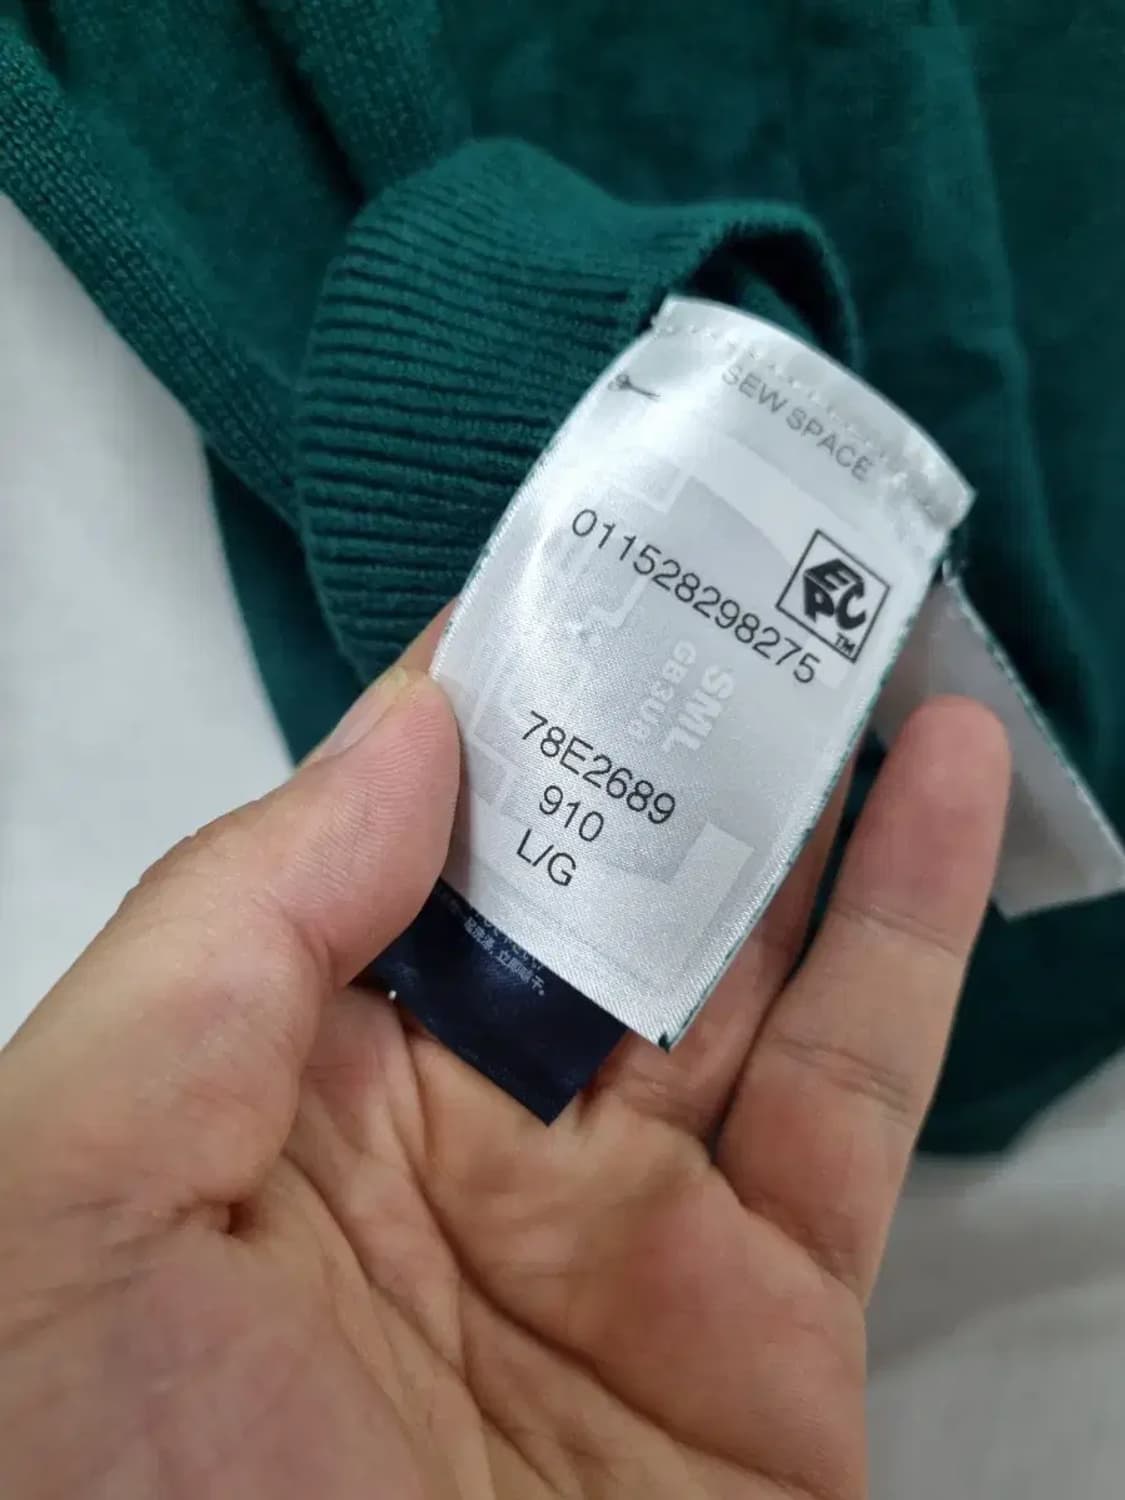 SEW SPACE
EPC
TM
011528298275
SML
GB3U8
78E2689
910
L/G